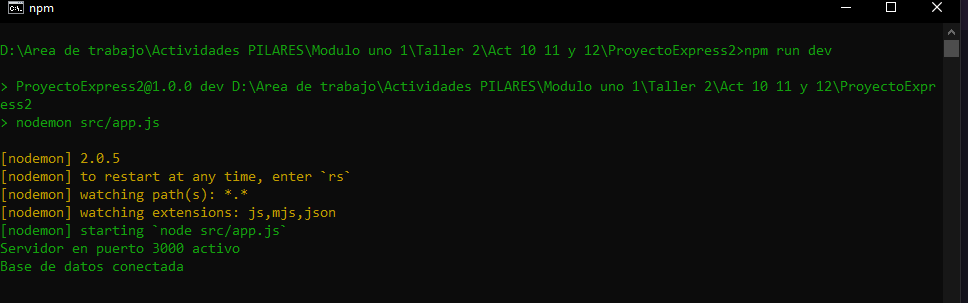 npm
D:\Area de trabajo\Actividades PILARES\Modulo uno 1\Taller 2\Act 10 11 y 12\ProyectoExpress2>npm run dev
> ProyectoExpress2@1.0.0 dev D:\Area de trabajo\Actividades PILARES\Modulo uno 1\Taller 2\Act 10 11 y 12\ProyectoExpr
ess2
> nodemon src/app.js
[nodemon] 2.0.5
[nodemon] to restart at any time, enter `rs`
[nodemon] watching path(s): *.*
[nodemon] watching extensions: js,mjs,json
[nodemon] starting `node src/app.js`
Servidor en puerto 3000 activo
Base de datos conectada